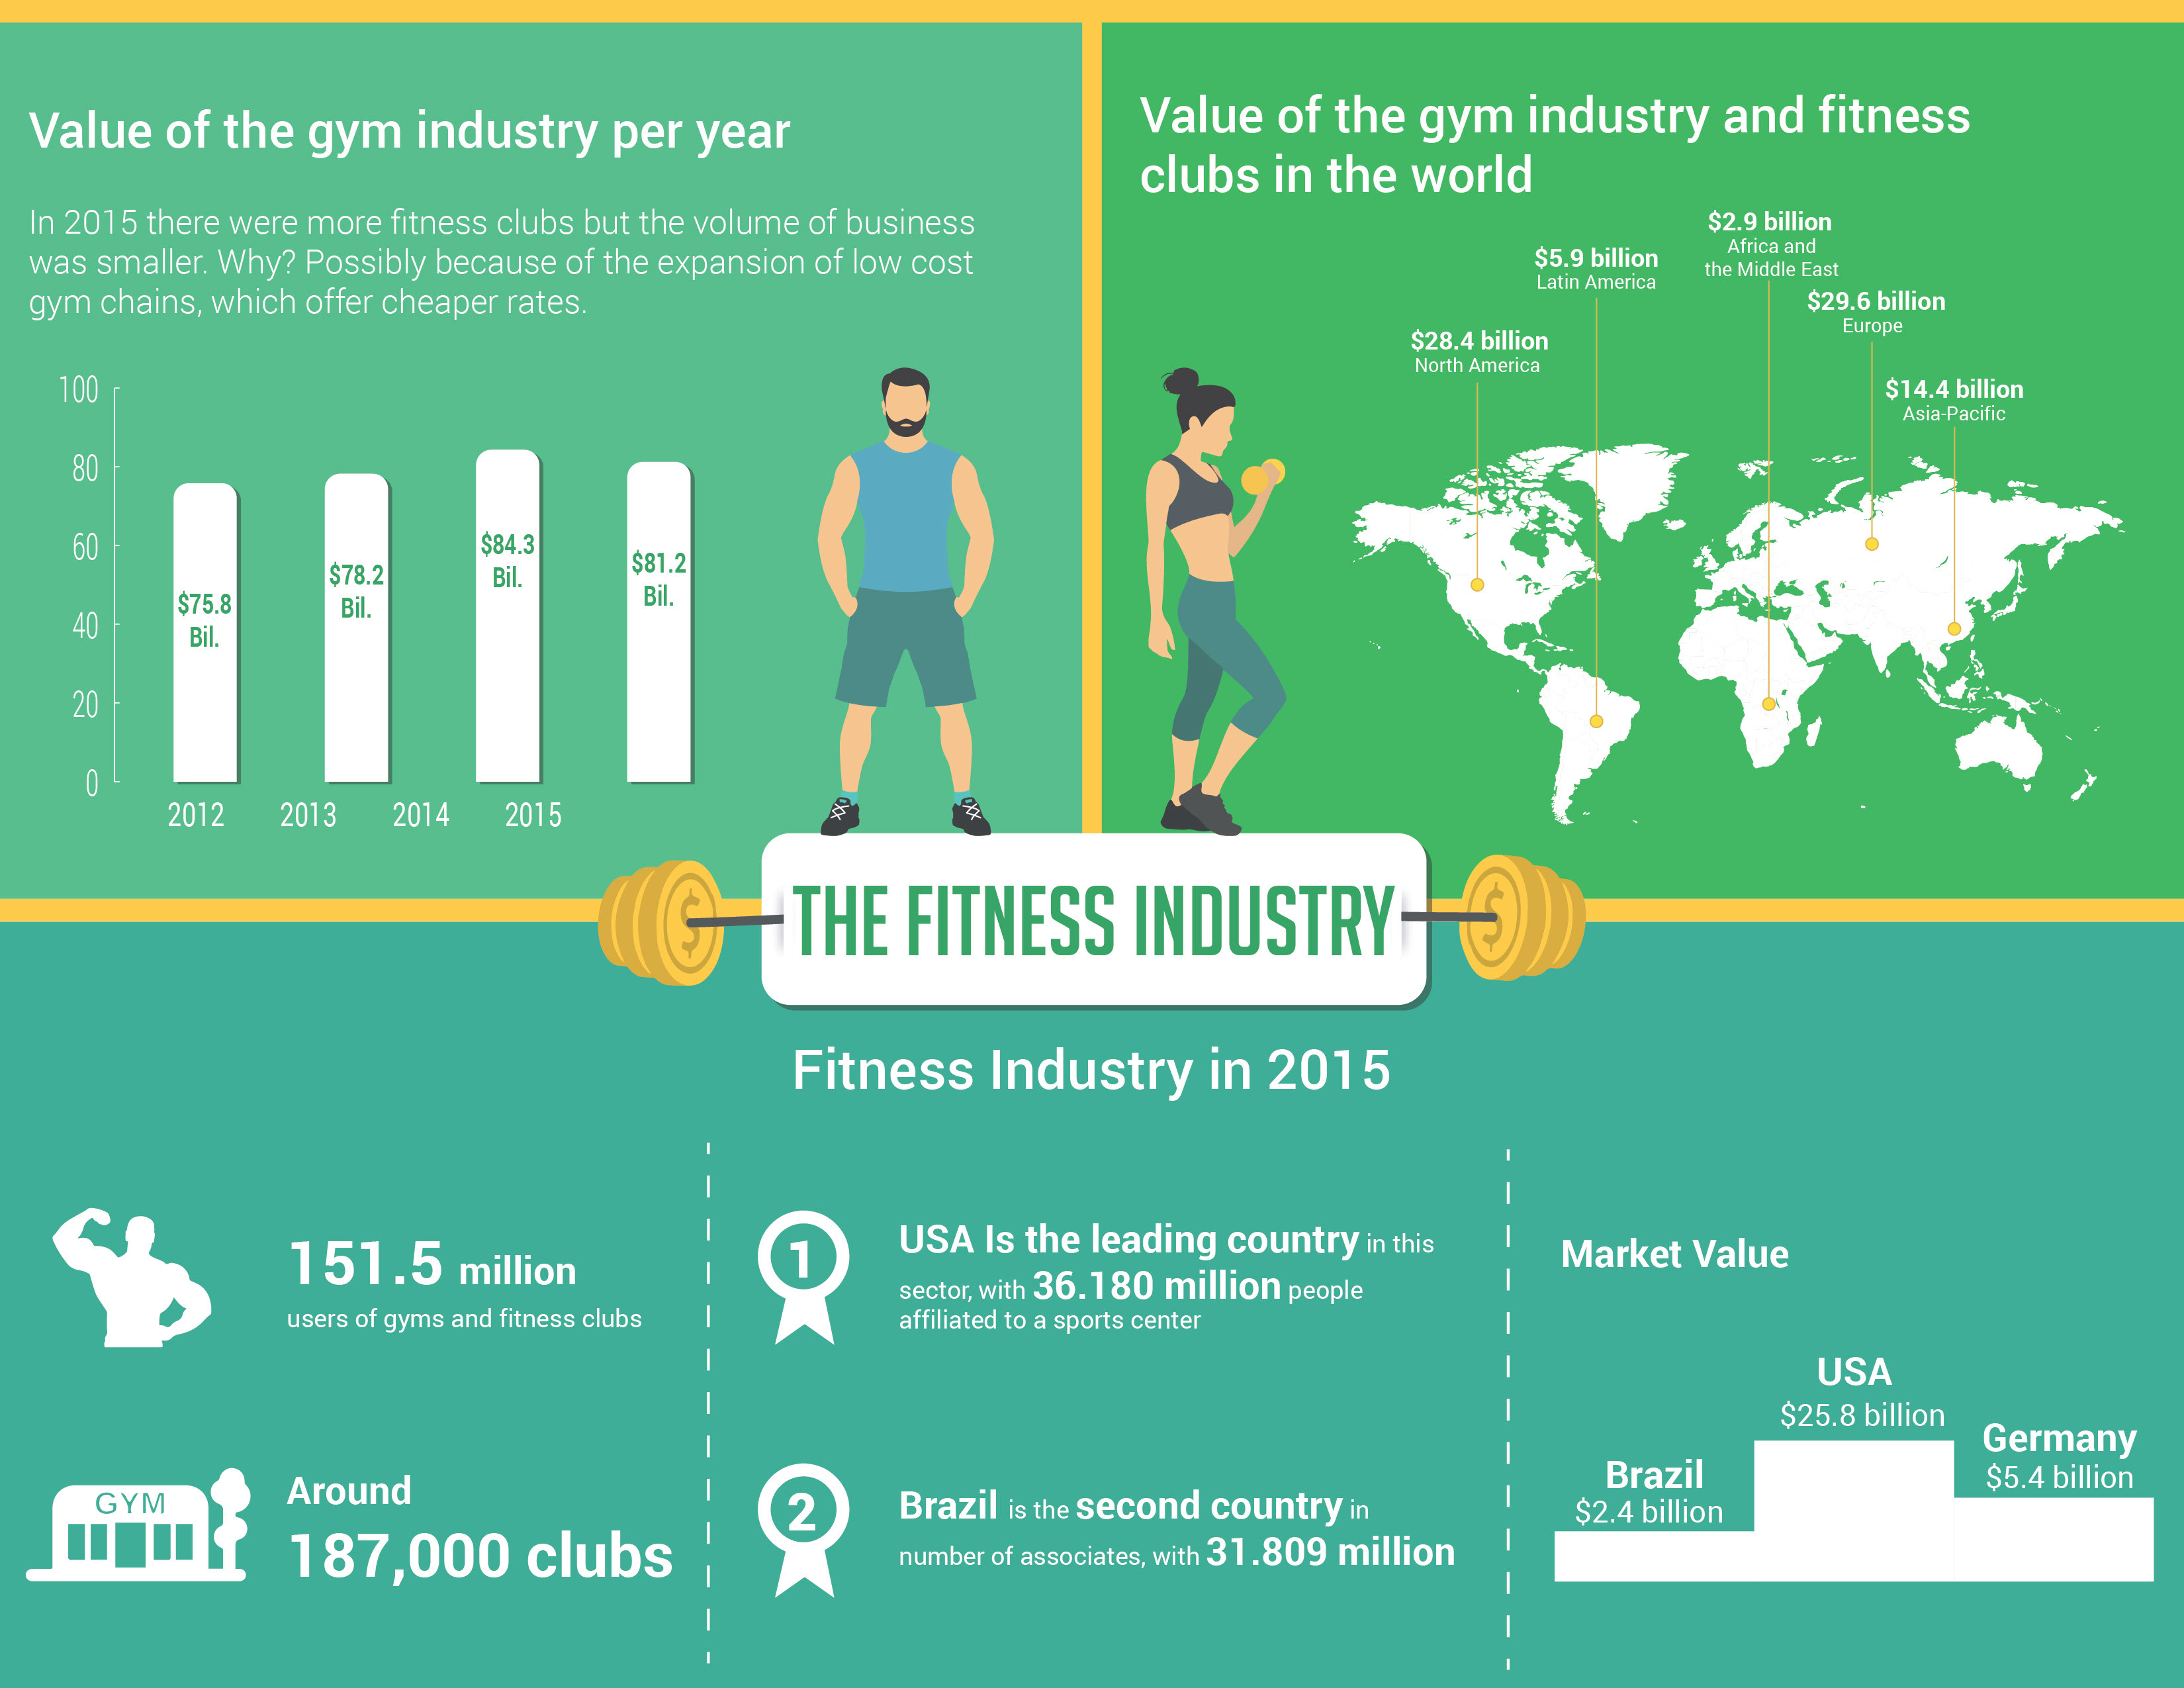 Value of the gym industry per year
In 2015 there were more fitness clubs but the volume of business
was smaller. Why? Possibly because of the expansion of low cost
gym chains, which offer cheaper rates.
100
80
60
40
20
0
$75.8
Bil.
$78.2
Bil.
$84.3
Bil.
$81.2
Bil.
2012 2013 2014 2015
Value of the gym industry and fitness
clubs in the world
$28.4 billion
North America
$5.9 billion
Latin America
$2.9 billion
Africa and
the Middle East
$29.6 billion
Europe
$14.4 billion
Asia-Pacific
$
THE FITNESS INDUSTRY
$
Fitness Industry in 2015
151.5 million
users of gyms and fitness clubs
GYM
Around
187,000 clubs
1
USA Is the leading country in this
sector, with 36.180 million people
affiliated to a sports center
2
Brazil is the second country in
number of associates, with 31.809 million
Market Value
Brazil
$2.4 billion
USA
$25.8 billion
Germany
$5.4 billion